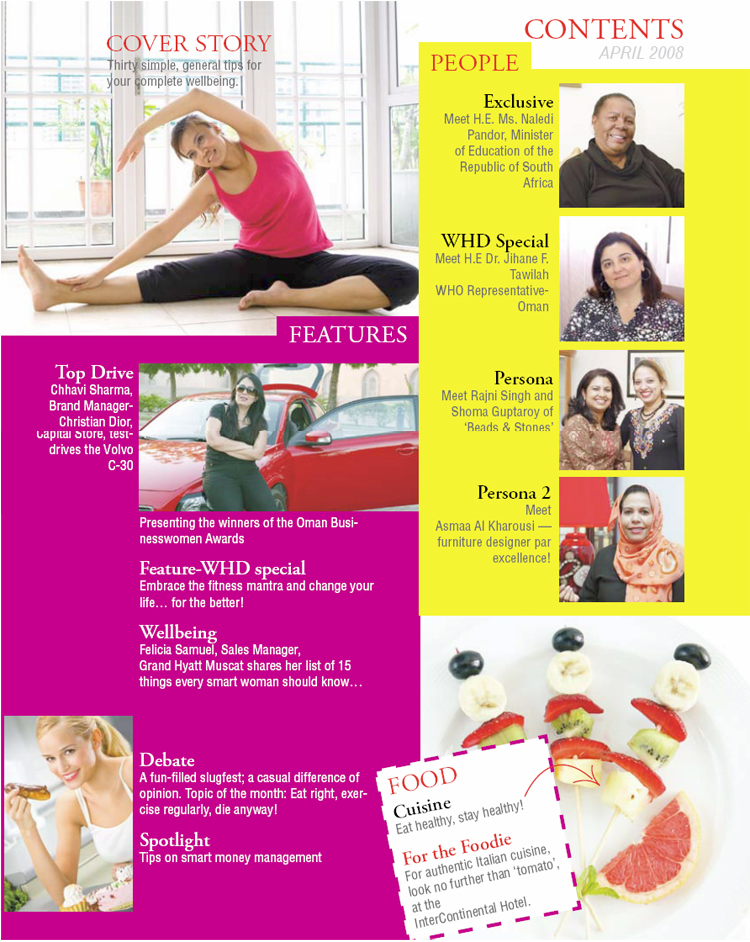 COVER STORY
Thirty simple, general tips for
your complete wellbeing.
CONTENTS
APRIL 2008
PEOPLE
Exclusive
Meet H.E. Ms. Naledi
Pandor, Minister
of Education of the
Republic of South
Africa
WHD Special
Meet H.E Dr. Jihane F.
Tawilah
WHO Representative-
Oman
Persona
Meet Rajni Singh and
Shoma Guptaroy of
‘Beads & Stones’
Persona 2
Meet
Asmaa Al Kharousi —
furniture designer par
excellence!
FEATURES
Top Drive
Chhavi Sharma,
Brand Manager-
Christian Dior,
Capital Store, test-
drives the Volvo
C-30
Presenting the winners of the Oman Busi-
nesswomen Awards
Feature-WHD special
Embrace the fitness mantra and change your
life… for the better!
Wellbeing
Felicia Samuel, Sales Manager,
Grand Hyatt Muscat shares her list of 15
things every smart woman should know…
Debate
A fun-filled slugfest; a casual difference of
opinion. Topic of the month: Eat right, exer-
cise regularly, die anyway!
Spotlight
Tips on smart money management
FOOD
Cuisine
Eat healthy, stay healthy!
For the Foodie
For authentic Italian cuisine,
look no further than ‘tomato’,
at the
InterContinental Hotel.